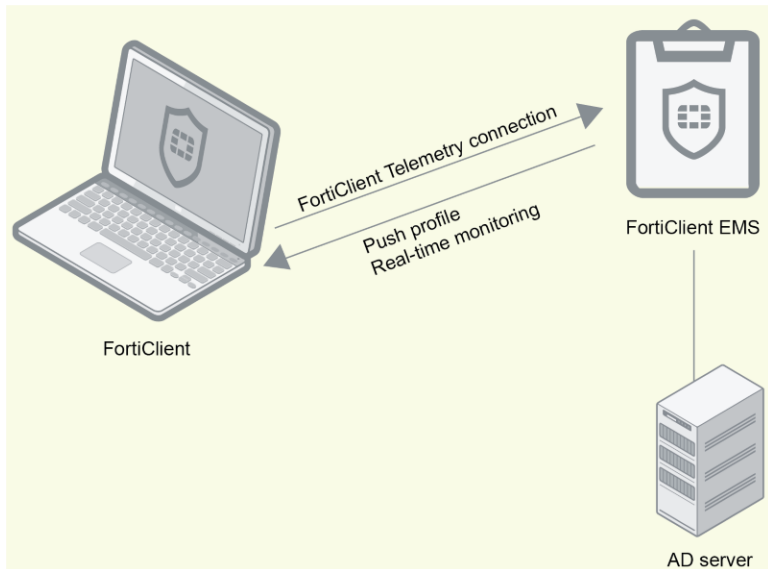 FortiClient Telemetry connection
Push profile
Real-time monitoring
FortiClient EMS
FortiClient
AD server